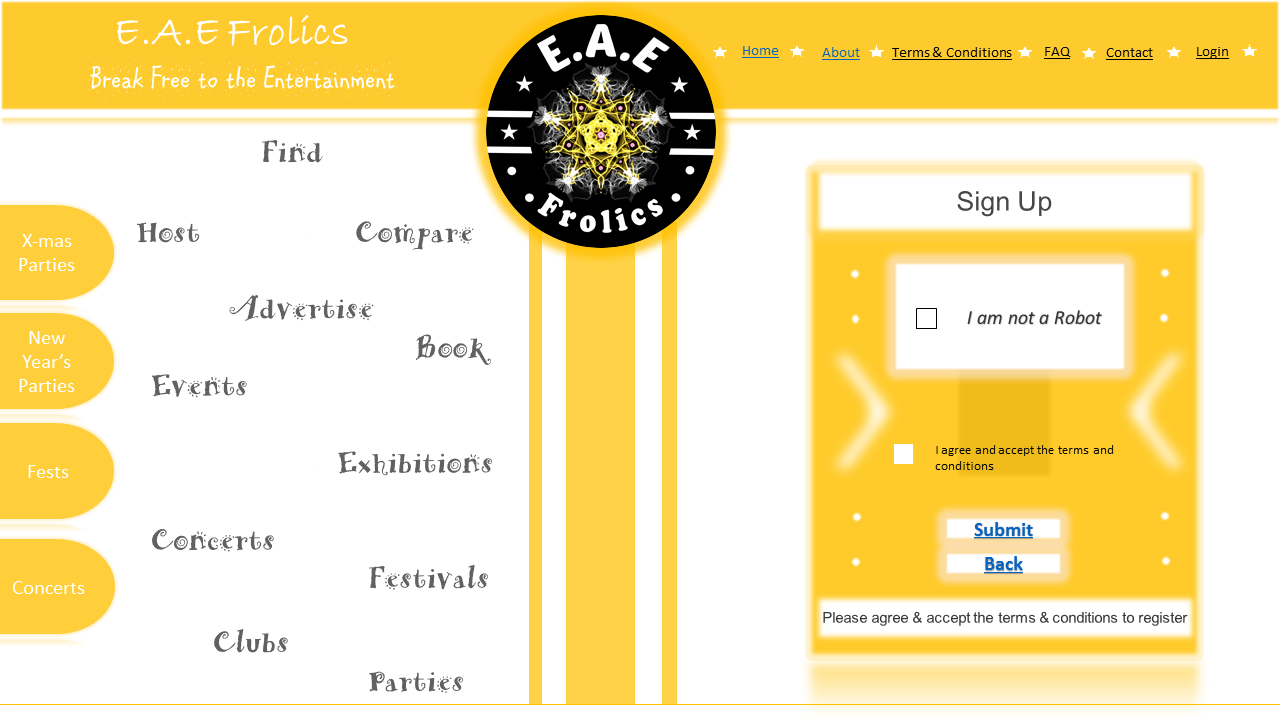 E.A.E Frolics
Break Free to the Entertainment
E.A.E
Frolics
Home
About
Terms & Conditions
FAQ
Contact
Login
Find
Host
Compare
Advertise
Book
Events
Exhibitions
Concerts
Festivals
Clubs
Parties
X-mas
Parties
New
Year’s
Parties
Fests
Concerts
Sign Up
I am not a Robot
I agree and accept the terms and
conditions
Submit
Back
Please agree & accept the terms & conditions to register